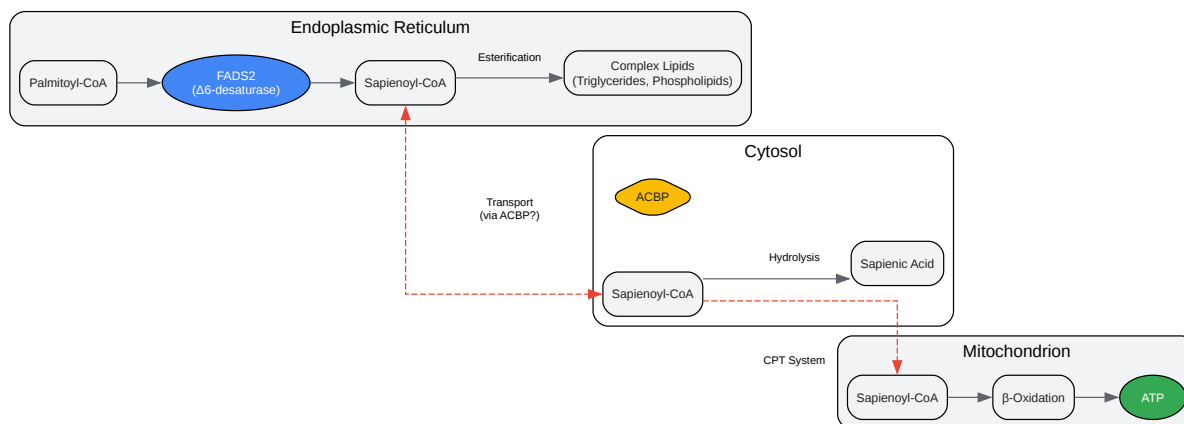 Endoplasmic Reticulum
Palmitoyl-CoA
FADS2
(Δ6-desaturase)
Sapienoyl-CoA
Esterification
Complex Lipids
(Triglycerides, Phospholipids)
Transport
(via ACBP?)
Cytosol
ACBP
Sapienoyl-CoA
Hydrolysis
Sapienic Acid
CPT System
Mitochondrion
Sapienoyl-CoA
β-Oxidation
ATP